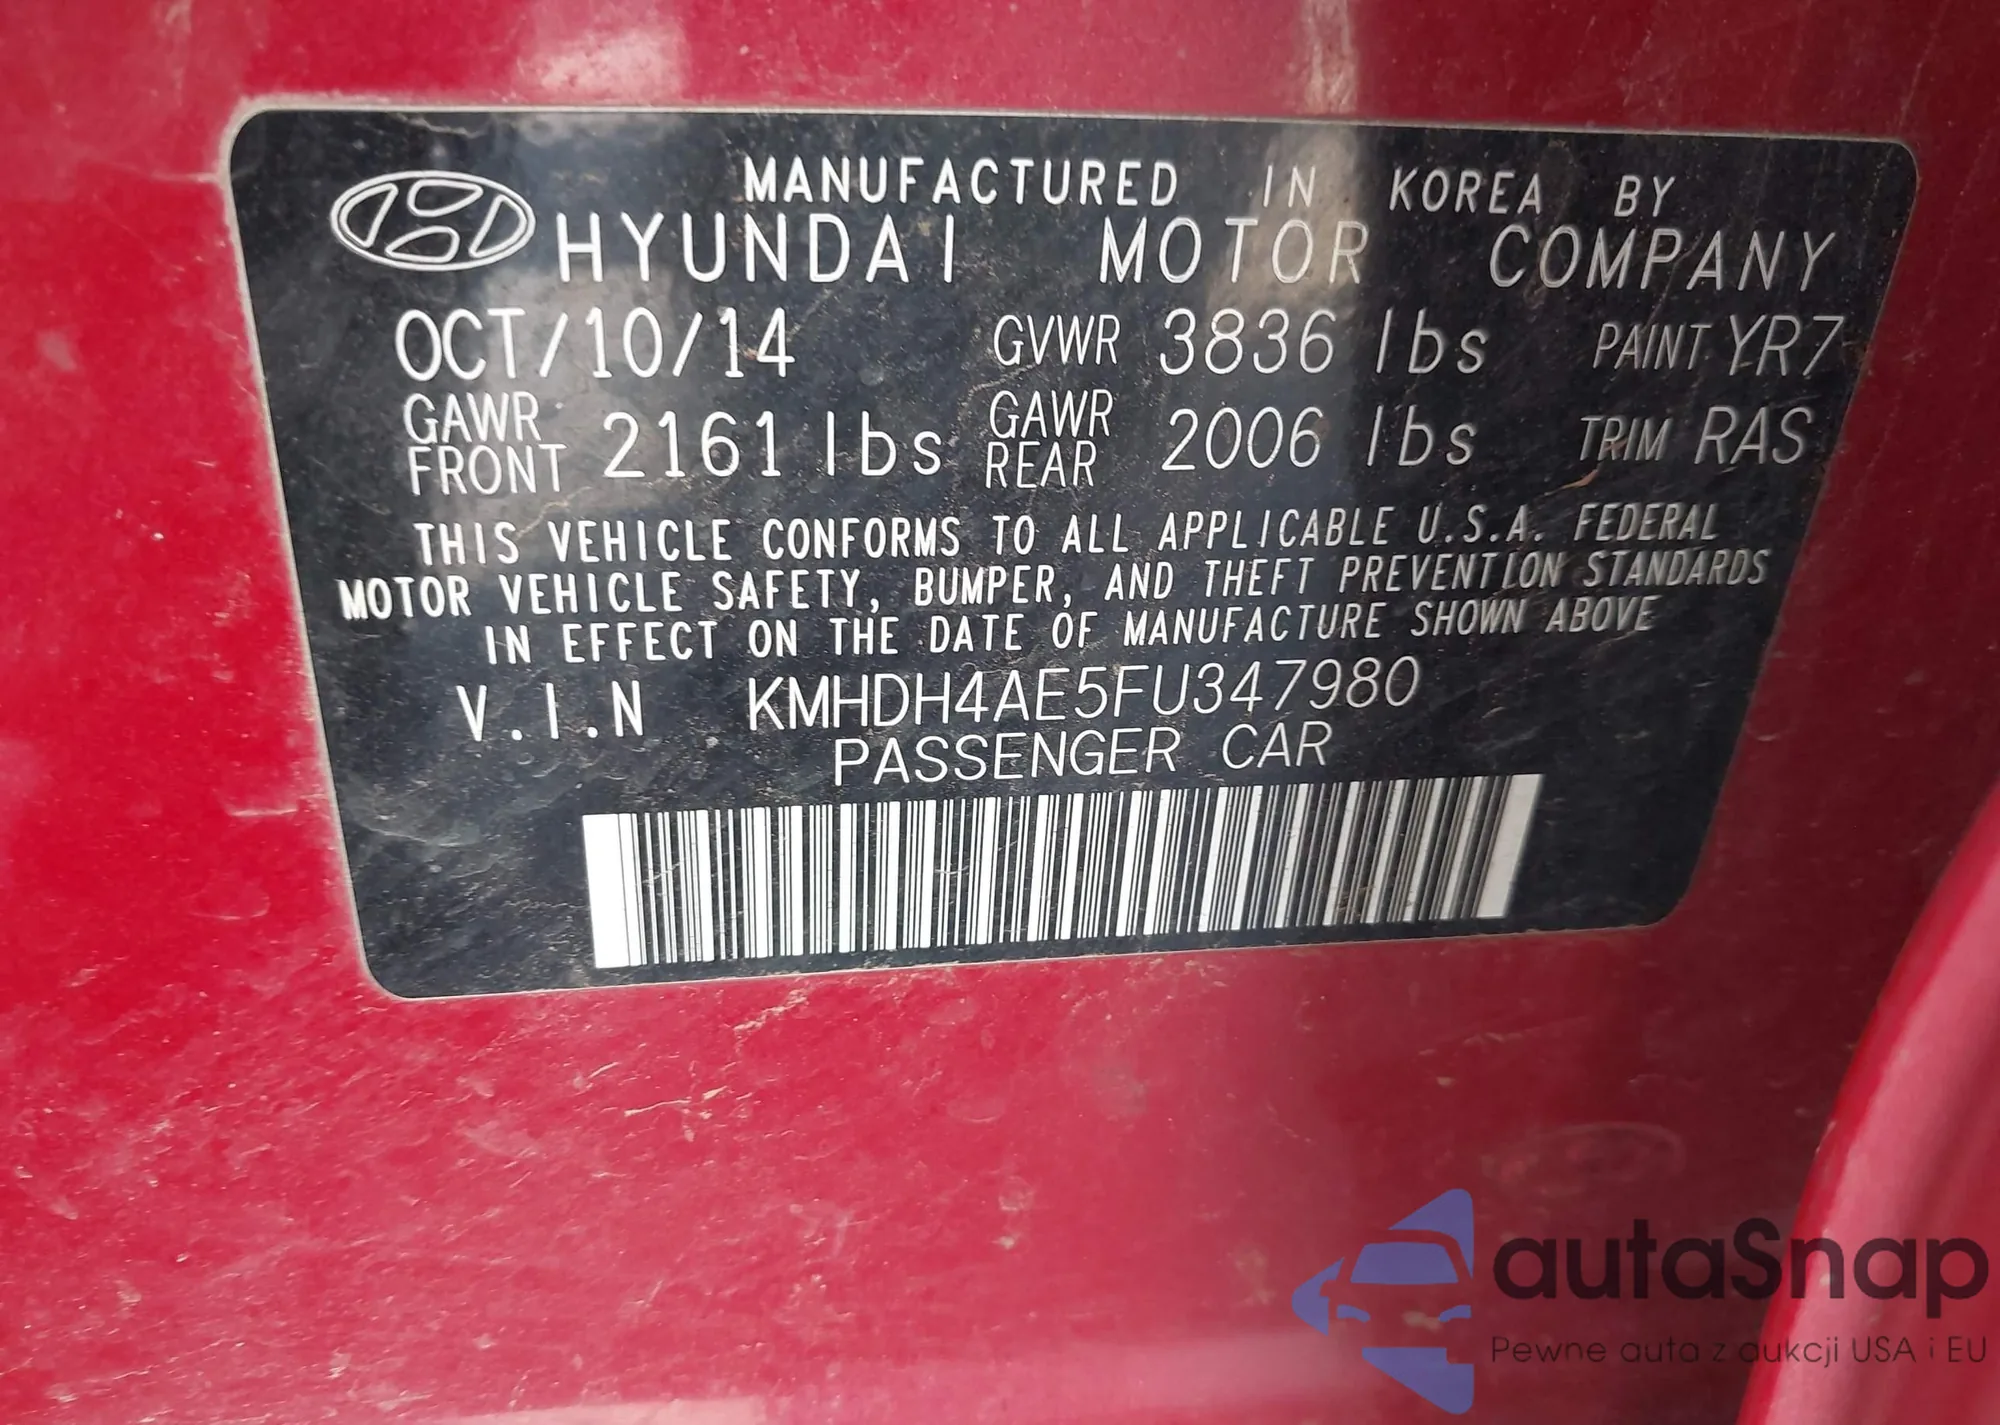 MANUFACTURED IN KOREA BY
HYUNDAI MOTOR COMPANY
OCT/10/14 GVWR 3836 lbs PAINT YR7
GAWR FRONT 2161 lbs GAWR REAR 2006 lbs TRIM RAS
THIS VEHICLE CONFORMS TO ALL APPLICABLE U.S.A. FEDERAL
MOTOR VEHICLE SAFETY, BUMPER, AND THEFT PREVENTION STANDARDS
IN EFFECT ON THE DATE OF MANUFACTURE SHOWN ABOVE
V.I.N KMHDH4AE5FU347980
PASSENGER CAR
autaSnap
Pewne auta z aukcji USA i EU